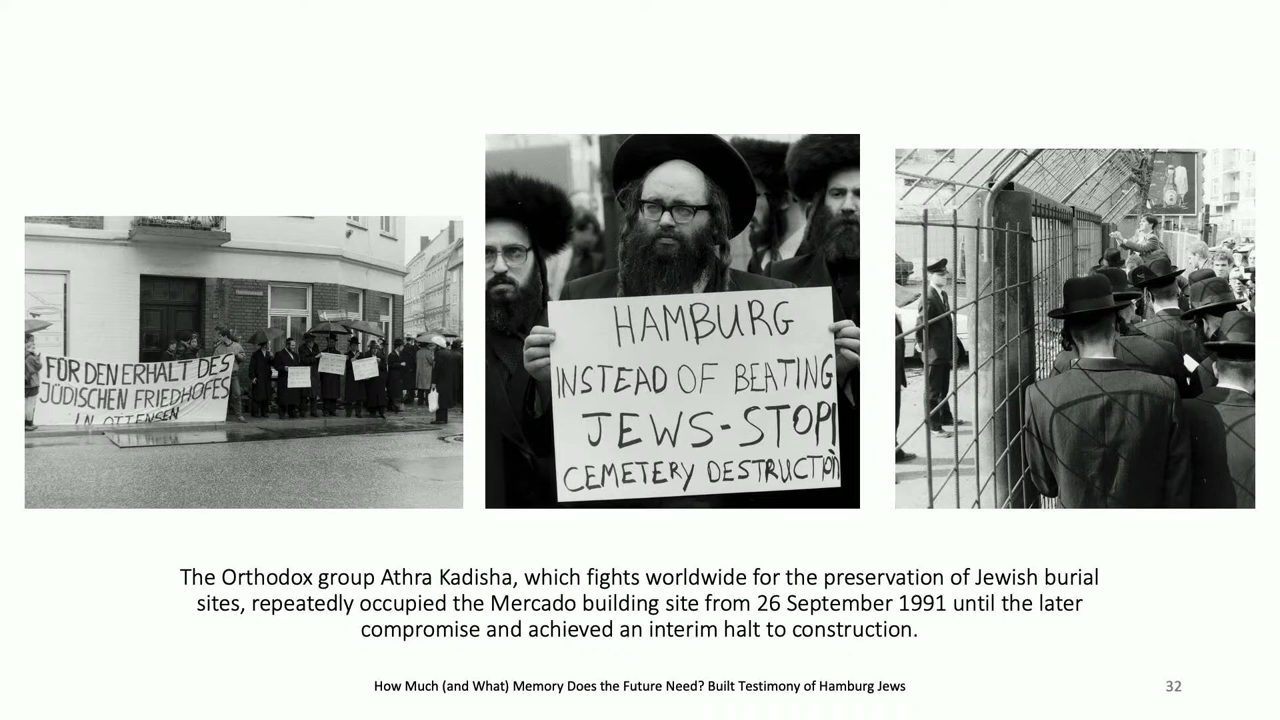 FÜR DEN ERHALT DES
JÜDISCHEN FRIEDHOFES
IN OTTENSEN
HAMBURG
INSTEAD OF BEATING
JEWS-STOP!
CEMETERY DESTRUCTION
The Orthodox group Athra Kadisha, which fights worldwide for the preservation of Jewish burial
sites, repeatedly occupied the Mercado building site from 26 September 1991 until the later
compromise and achieved an interim halt to construction.
How Much (and What) Memory Does the Future Need? Built Testimony of Hamburg Jews
32